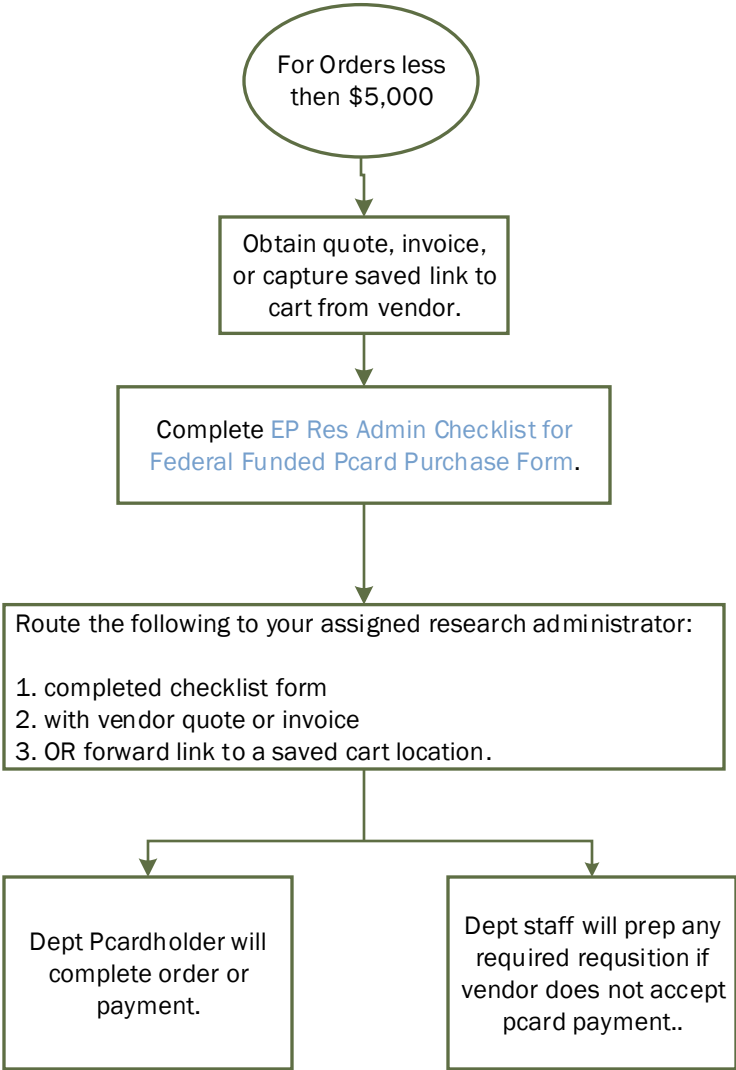 For Orders less
then $5,000
Obtain quote, invoice,
or capture saved link to
cart from vendor.
Complete EP Res Admin Checklist for
Federal Funded Pcard Purchase Form.
Route the following to your assigned research administrator:
1. completed checklist form
2. with vendor quote or invoice
3. OR forward link to a saved cart location.
Dept Pcardholder will
complete order or
payment.
Dept staff will prep any
required requsition if
vendor does not accept
pcard payment..